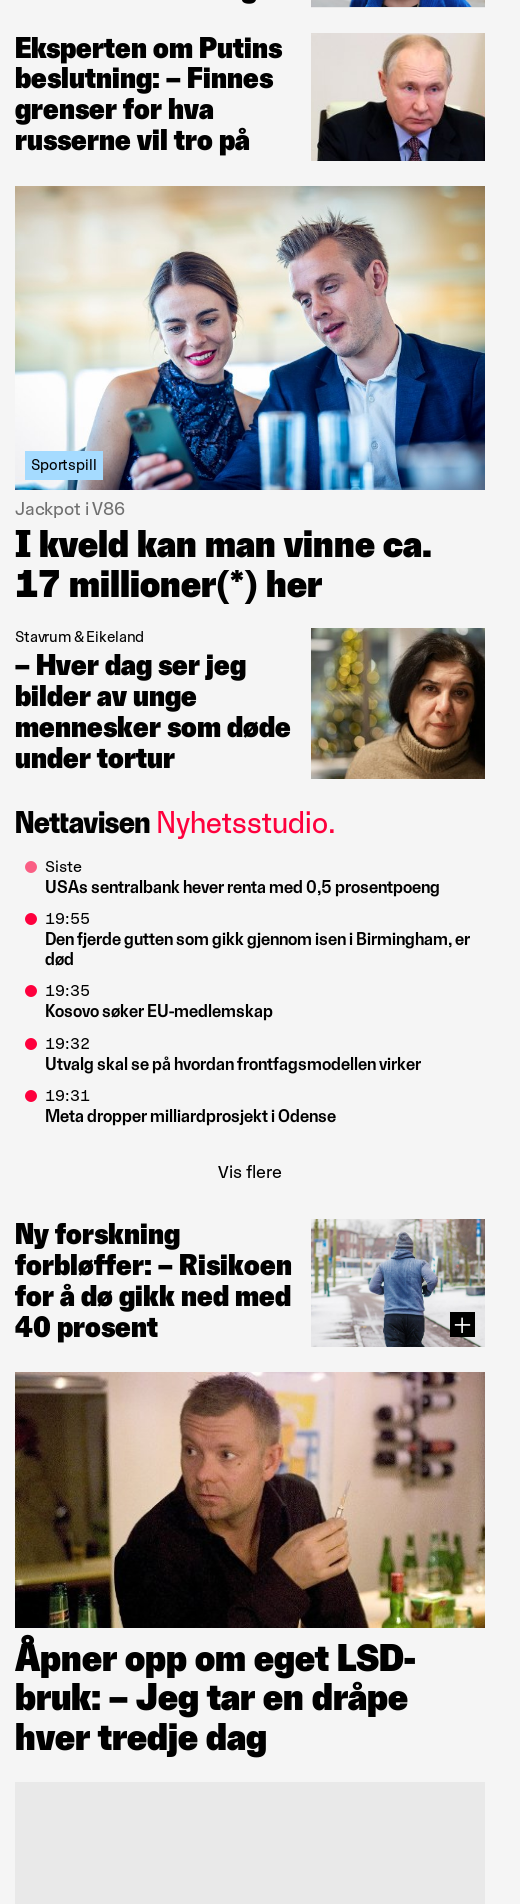 Eksperten om Putins
beslutning: – Finnes
grenser for hva
russerne vil tro på
Sportspill
Jackpot i V86
I kveld kan man vinne ca.
17 millioner(*) her
Stavrum & Eikeland
– Hver dag ser jeg
bilder av unge
mennesker som døde
under tortur
Nettavisen Nyhetsstudio.
Siste
USAs sentralbank hever renta med 0,5 prosentpoeng
19:55
Den fjerde gutten som gikk gjennom isen i Birmingham, er
død
19:35
Kosovo søker EU-medlemskap
19:32
Utvalg skal se på hvordan frontfagsmodellen virker
19:31
Meta dropper milliardprosjekt i Odense
Vis flere
Ny forskning
forbløffer: – Risikoen
for å dø gikk ned med
40 prosent
Åpner opp om eget LSD-
bruk: – Jeg tar en dråpe
hver tredje dag